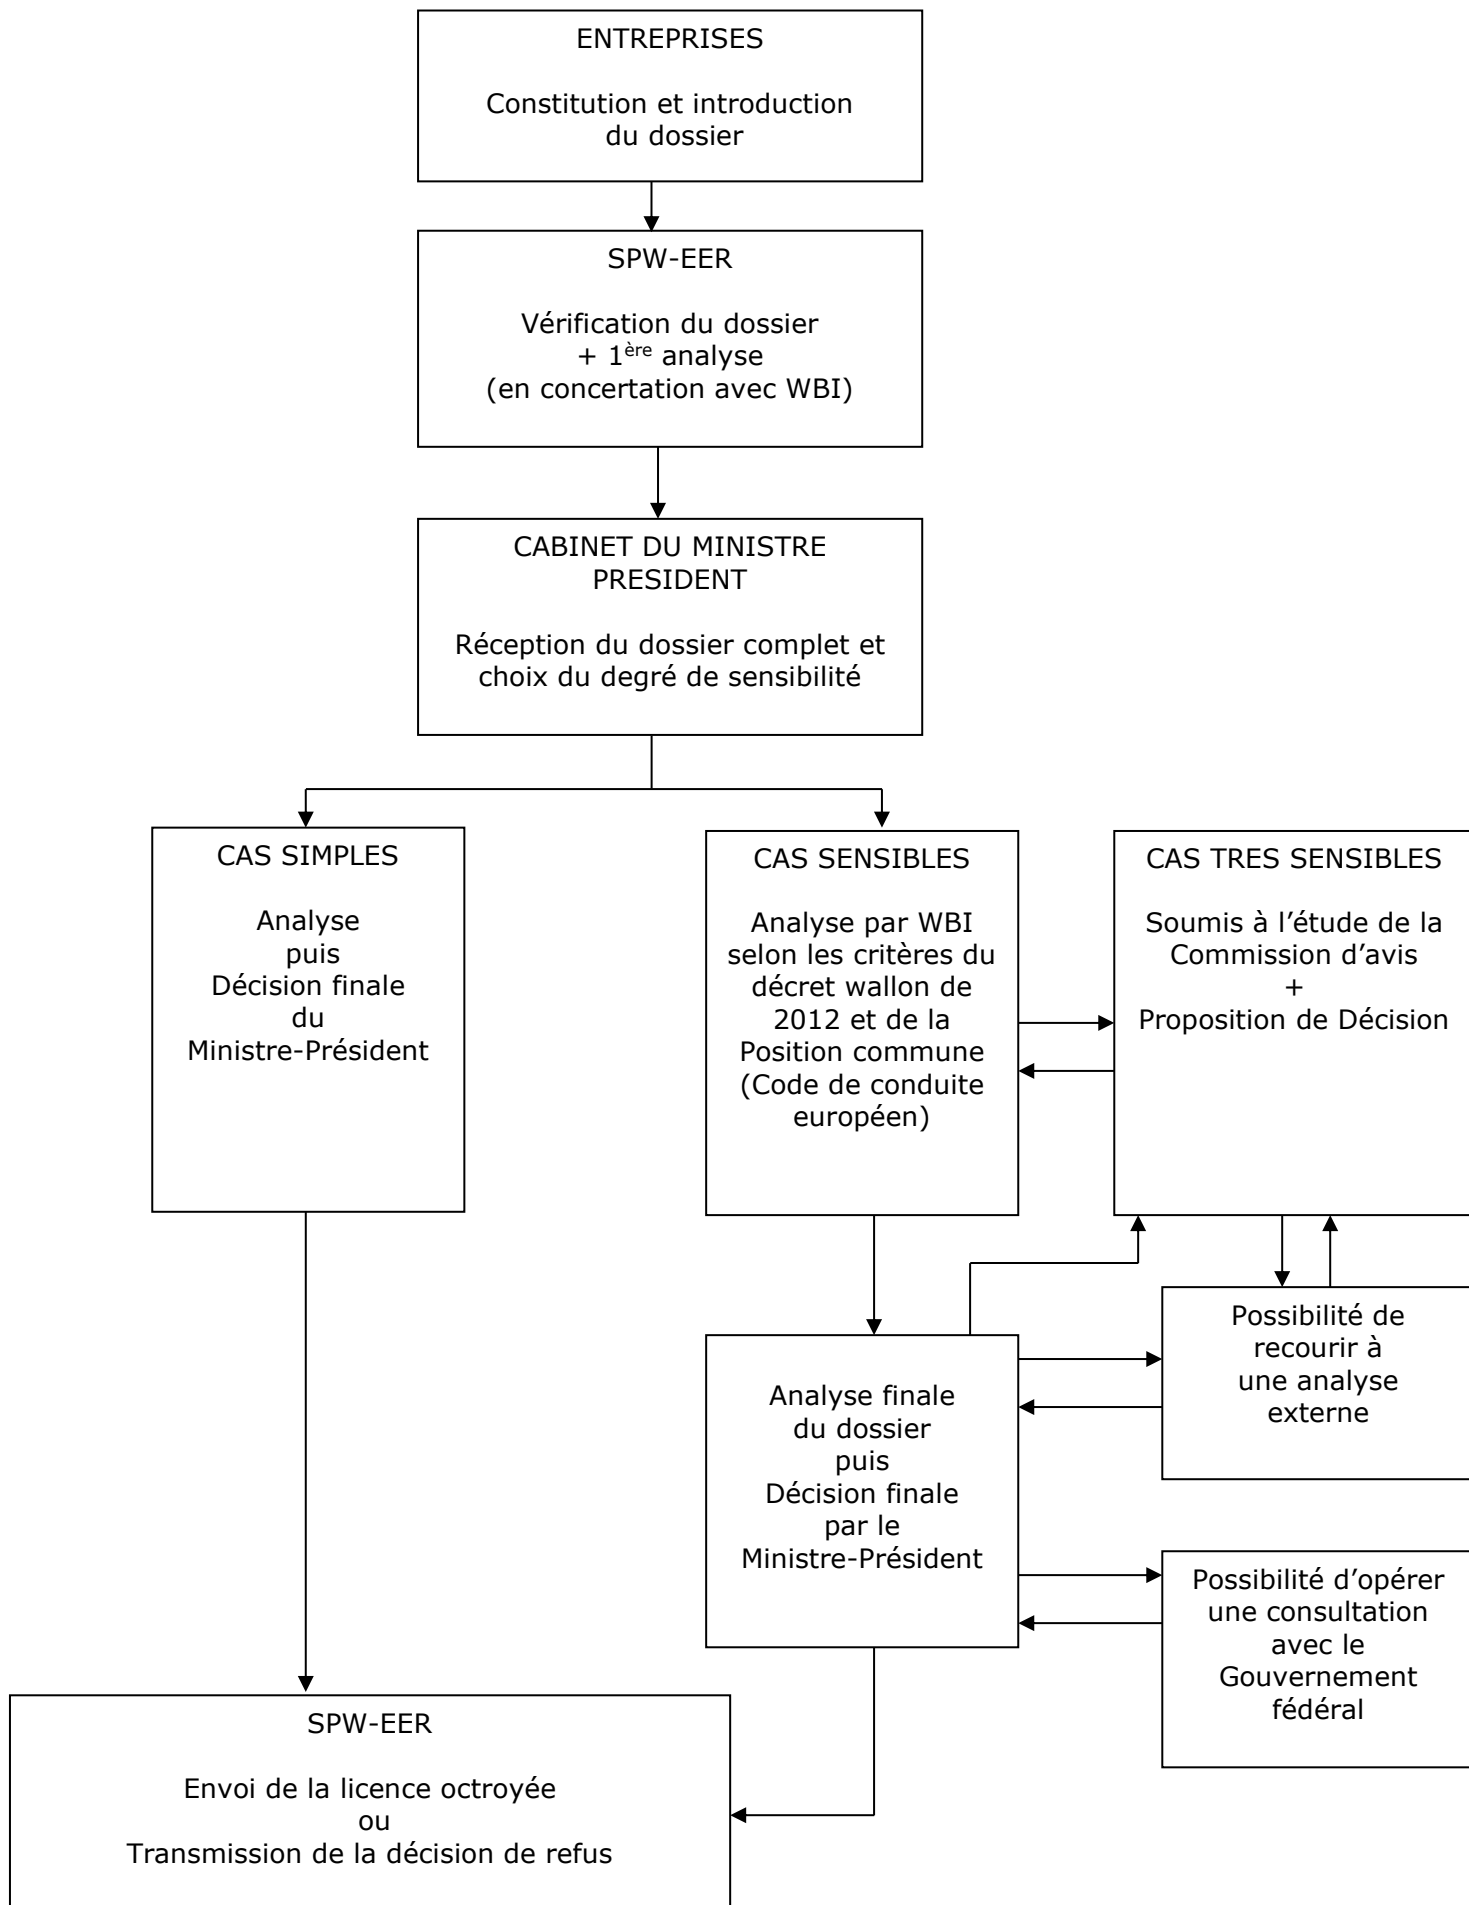 ENTREPRISES
Constitution et introduction
du dossier
SPW-EER
Vérification du dossier
+ 1ère analyse
(en concertation avec WBI)
CABINET DU MINISTRE
PRESIDENT
Réception du dossier complet et
choix du degré de sensibilité
CAS SIMPLES
Analyse
puis
Décision finale
du
Ministre-Président
CAS SENSIBLES
Analyse par WBI
selon les critères du
décret wallon de
2012 et de la
Position commune
(Code de conduite
européen)
CAS TRES SENSIBLES
Soumis à l’étude de la
Commission d’avis
+
Proposition de Décision
Possibilité de
recourir à
une analyse
externe
Analyse finale
du dossier
puis
Décision finale
par le
Ministre-Président
Possibilité d’opérer
une consultation
avec le
Gouvernement
fédéral
SPW-EER
Envoi de la licence octroyée
ou
Transmission de la décision de refus